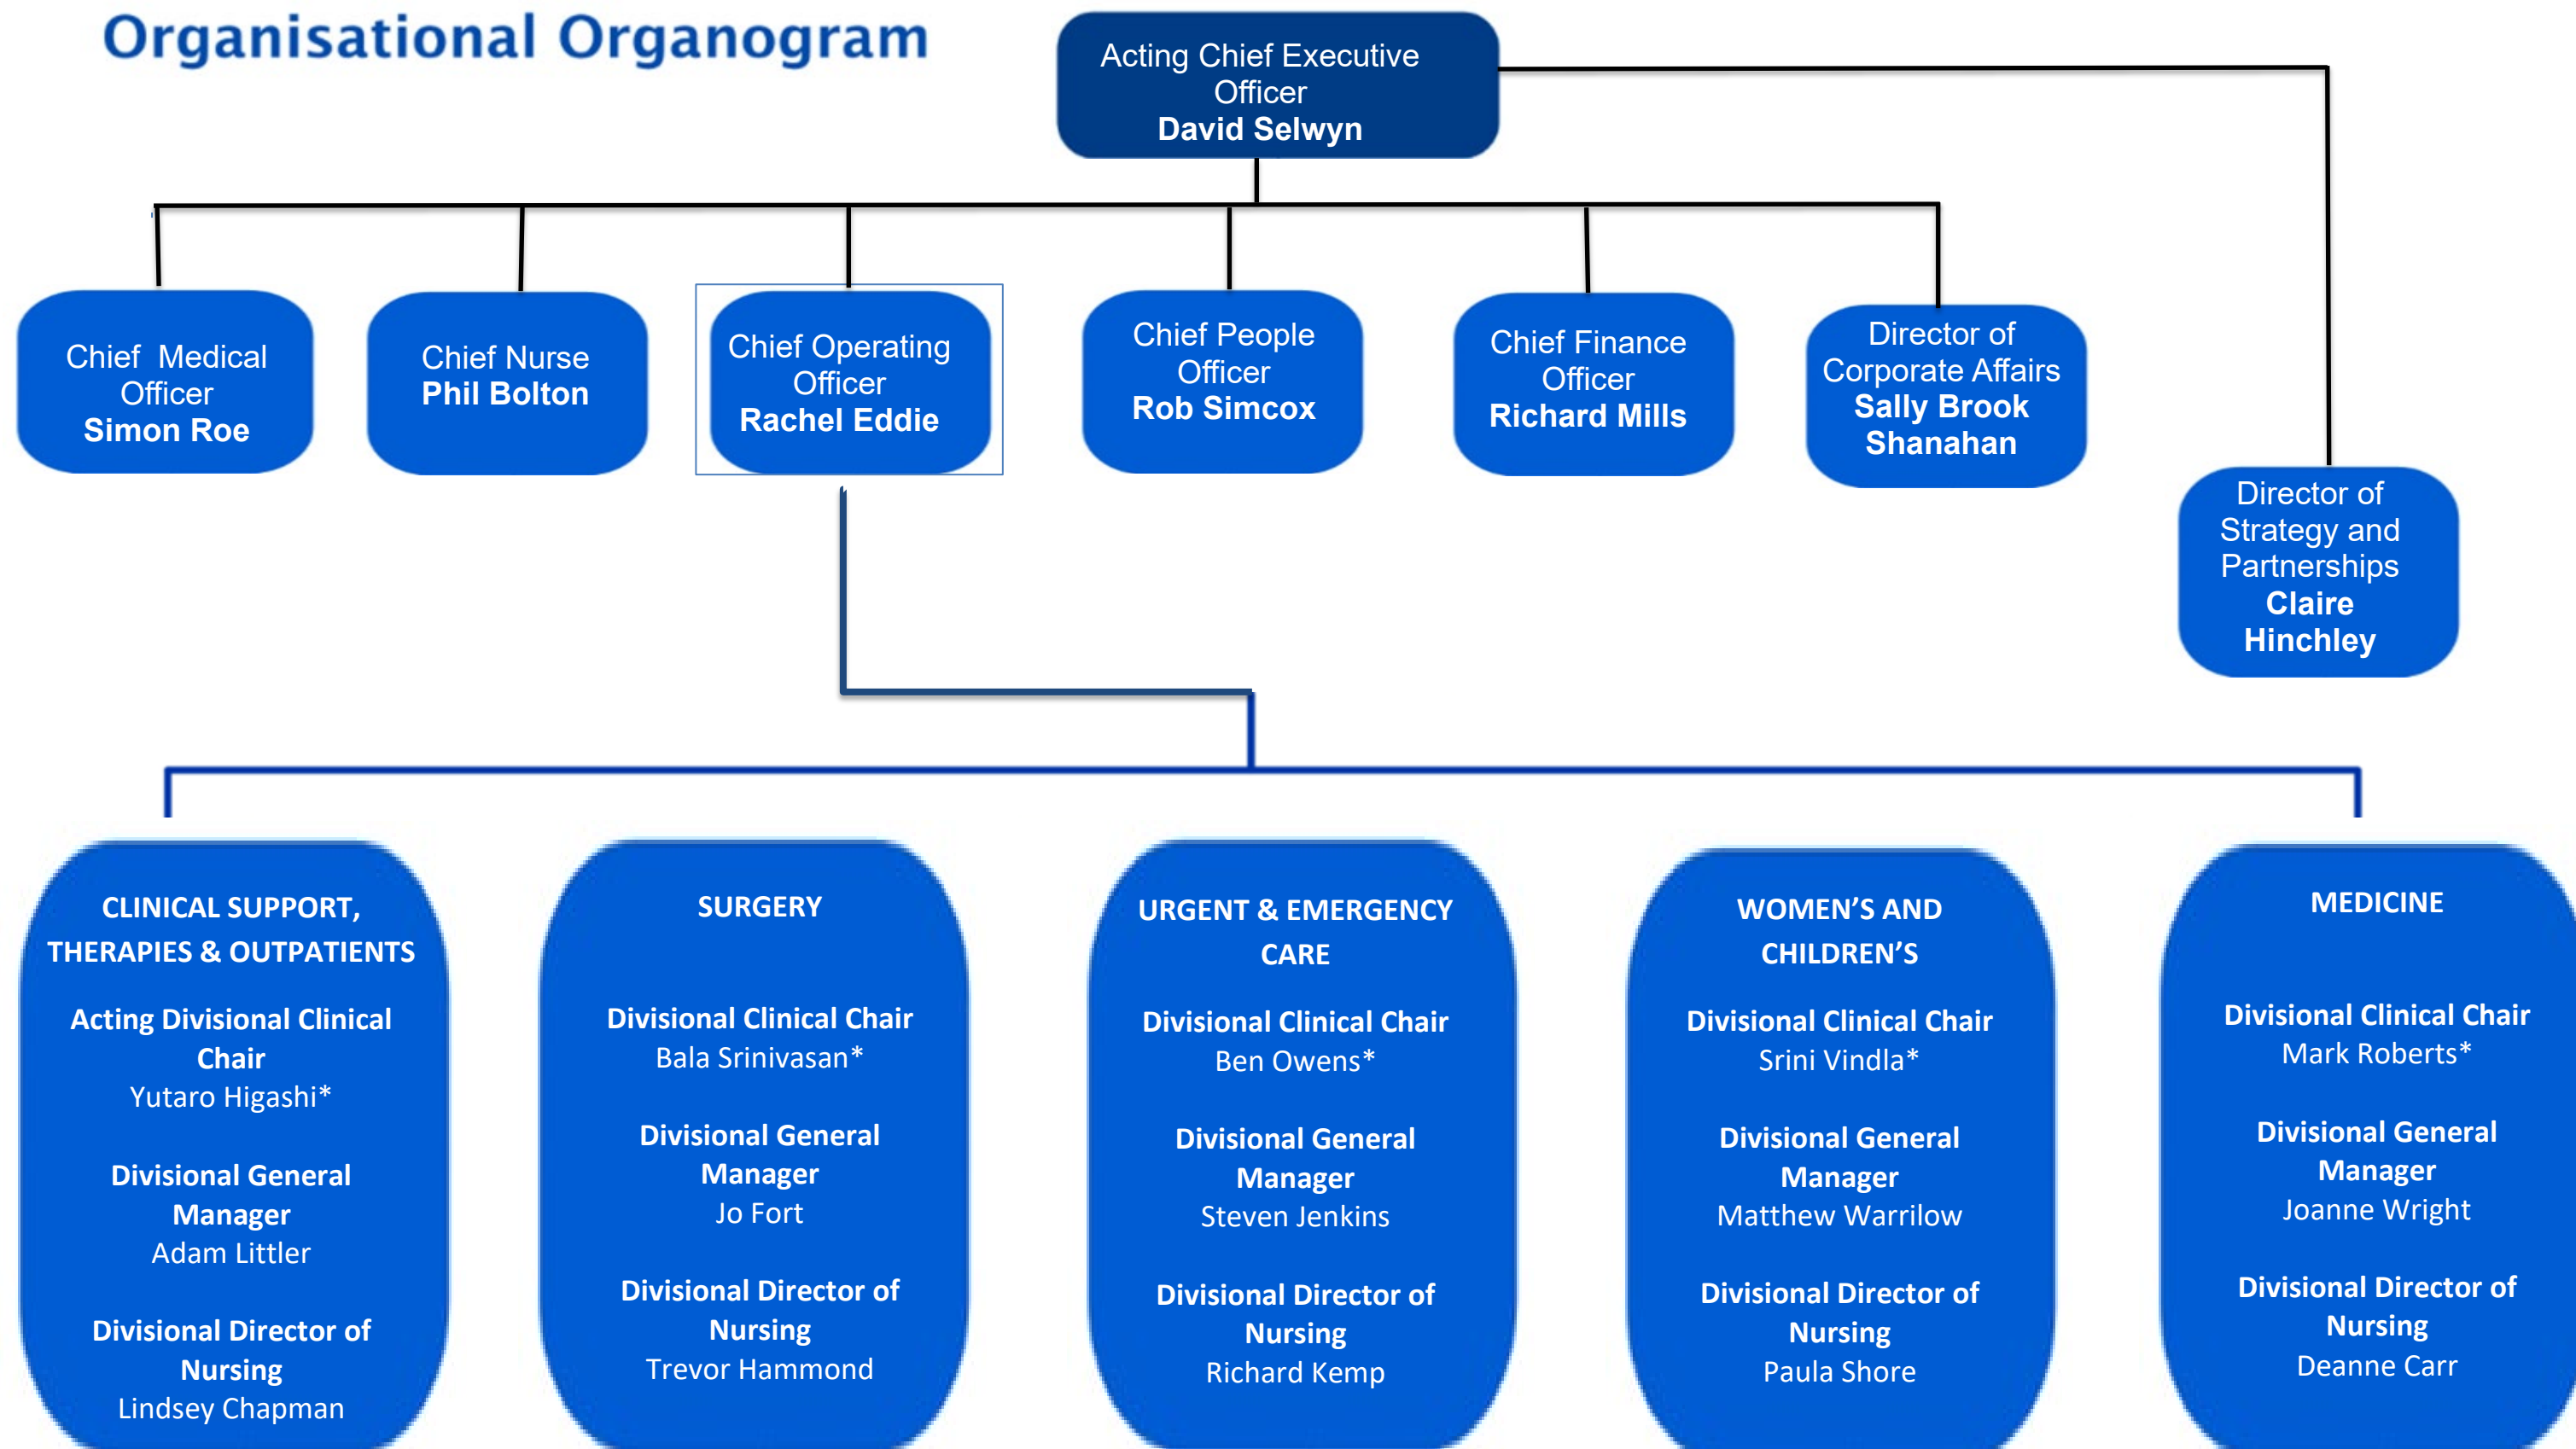 Organisational Organogram
Acting Chief Executive
Officer
David Selwyn
Chief Medical
Officer
Simon Roe
Chief Nurse
Phil Bolton
Chief Operating
Officer
Rachel Eddie
Chief People
Officer
Rob Simcox
Chief Finance
Officer
Richard Mills
Director of
Corporate Affairs
Sally Brook
Shanahan
Director of
Strategy and
Partnerships
Claire
Hinchley
CLINICAL SUPPORT,
THERAPIES & OUTPATIENTS
Acting Divisional Clinical
Chair
Yutaro Higashi*
Divisional General
Manager
Adam Littler
Divisional Director of
Nursing
Lindsey Chapman
SURGERY
Divisional Clinical Chair
Bala Srinivasan*
Divisional General
Manager
Jo Fort
Divisional Director of
Nursing
Trevor Hammond
URGENT & EMERGENCY
CARE
Divisional Clinical Chair
Ben Owens*
Divisional General
Manager
Steven Jenkins
Divisional Director of
Nursing
Richard Kemp
WOMEN’S AND
CHILDREN’S
Divisional Clinical Chair
Srini Vindla*
Divisional General
Manager
Matthew Warrilow
Divisional Director of
Nursing
Paula Shore
MEDICINE
Divisional Clinical Chair
Mark Roberts*
Divisional General
Manager
Joanne Wright
Divisional Director of
Nursing
Deanne Carr